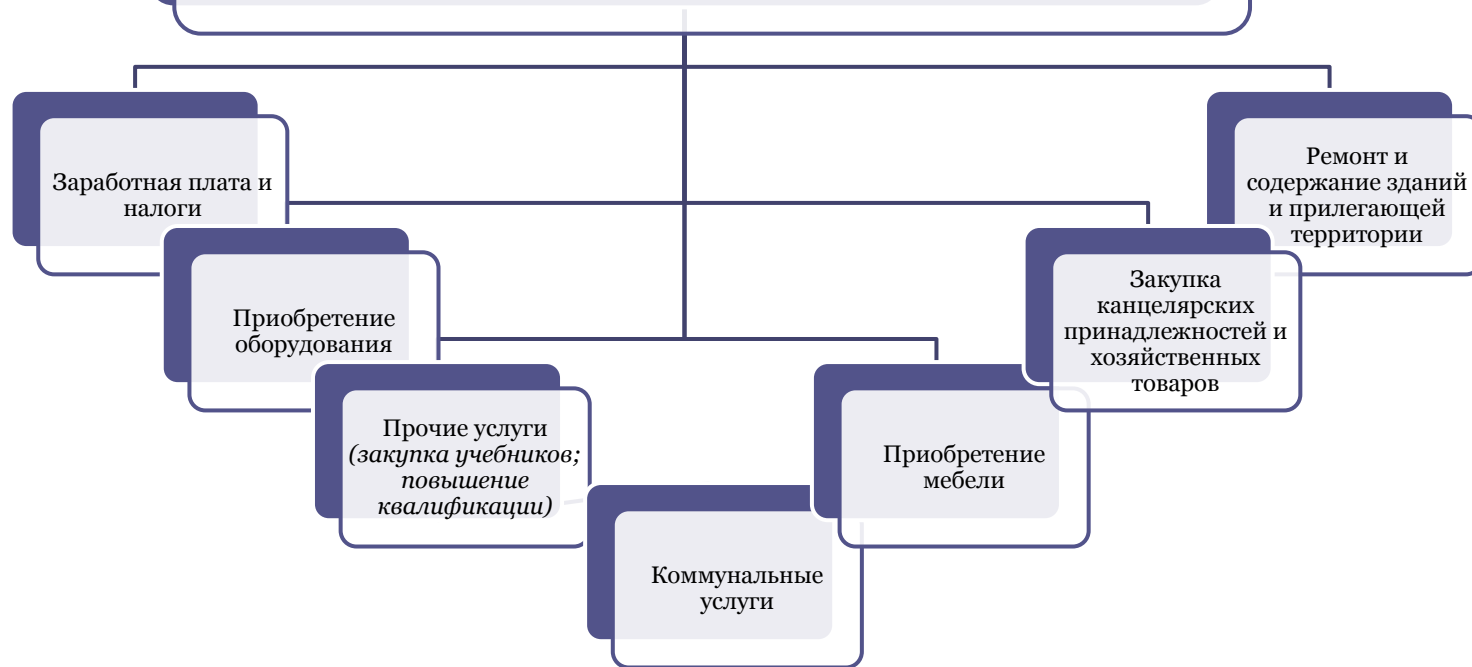 Заработная плата и
налоги
Приобретение
оборудования
Прочие услуги
(закупка учебников;
повышение
квалификации)
Коммунальные
услуги
Приобретение
мебели
Закупка
канцелярских
принадлежностей и
хозяйственных
товаров
Ремонт и
содержание зданий
и прилегающей
территории